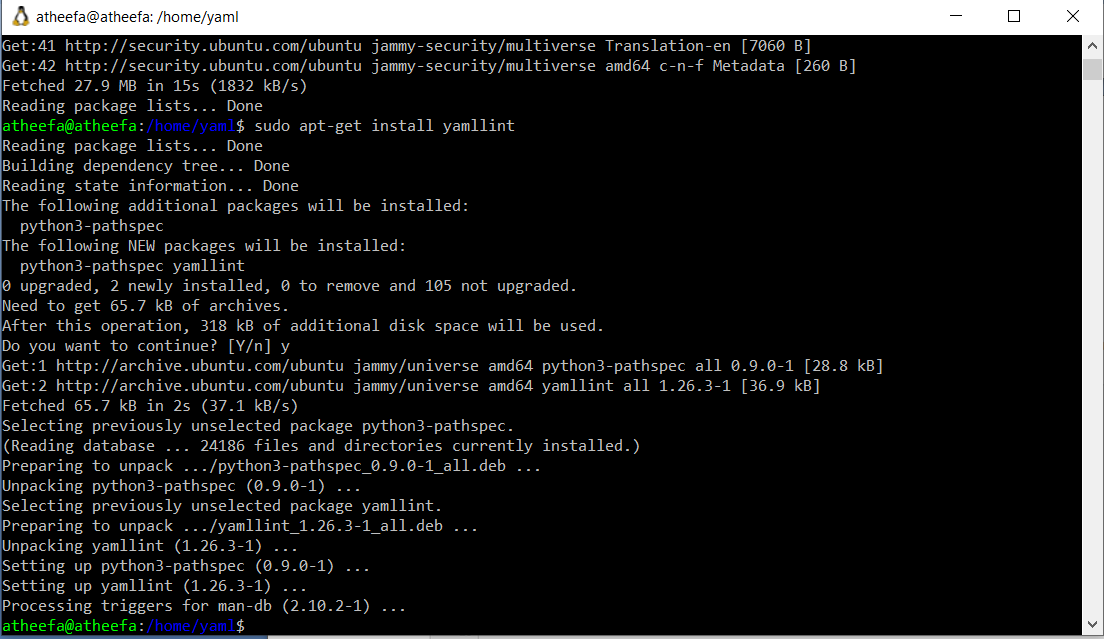 atheefa@atheefa: /home/yaml
Get:41 http://security.ubuntu.com/ubuntu jammy-security/multiverse Translation-en [7060 B]
Get:42 http://security.ubuntu.com/ubuntu jammy-security/multiverse amd64 c-n-f Metadata [260 B]
Fetched 27.9 MB in 15s (1832 kB/s)
Reading package lists... Done
atheefa@atheefa:/home/yaml$ sudo apt-get install yamllint
Reading package lists... Done
Building dependency tree... Done
Reading state information... Done
The following additional packages will be installed:
  python3-pathspec
The following NEW packages will be installed:
  python3-pathspec yamllint
0 upgraded, 2 newly installed, 0 to remove and 105 not upgraded.
Need to get 65.7 kB of archives.
After this operation, 318 kB of additional disk space will be used.
Do you want to continue? [Y/n] y
Get:1 http://archive.ubuntu.com/ubuntu jammy/universe amd64 python3-pathspec all 0.9.0-1 [28.8 kB]
Get:2 http://archive.ubuntu.com/ubuntu jammy/universe amd64 yamllint all 1.26.3-1 [36.9 kB]
Fetched 65.7 kB in 2s (37.1 kB/s)
Selecting previously unselected package python3-pathspec.
(Reading database ... 24186 files and directories currently installed.)
Preparing to unpack .../python3-pathspec_0.9.0-1_all.deb ...
Unpacking python3-pathspec (0.9.0-1) ...
Selecting previously unselected package yamllint.
Preparing to unpack .../yamllint_1.26.3-1_all.deb ...
Unpacking yamllint (1.26.3-1) ...
Setting up python3-pathspec (0.9.0-1) ...
Setting up yamllint (1.26.3-1) ...
Processing triggers for man-db (2.10.2-1) ...
atheefa@atheefa:/home/yaml$